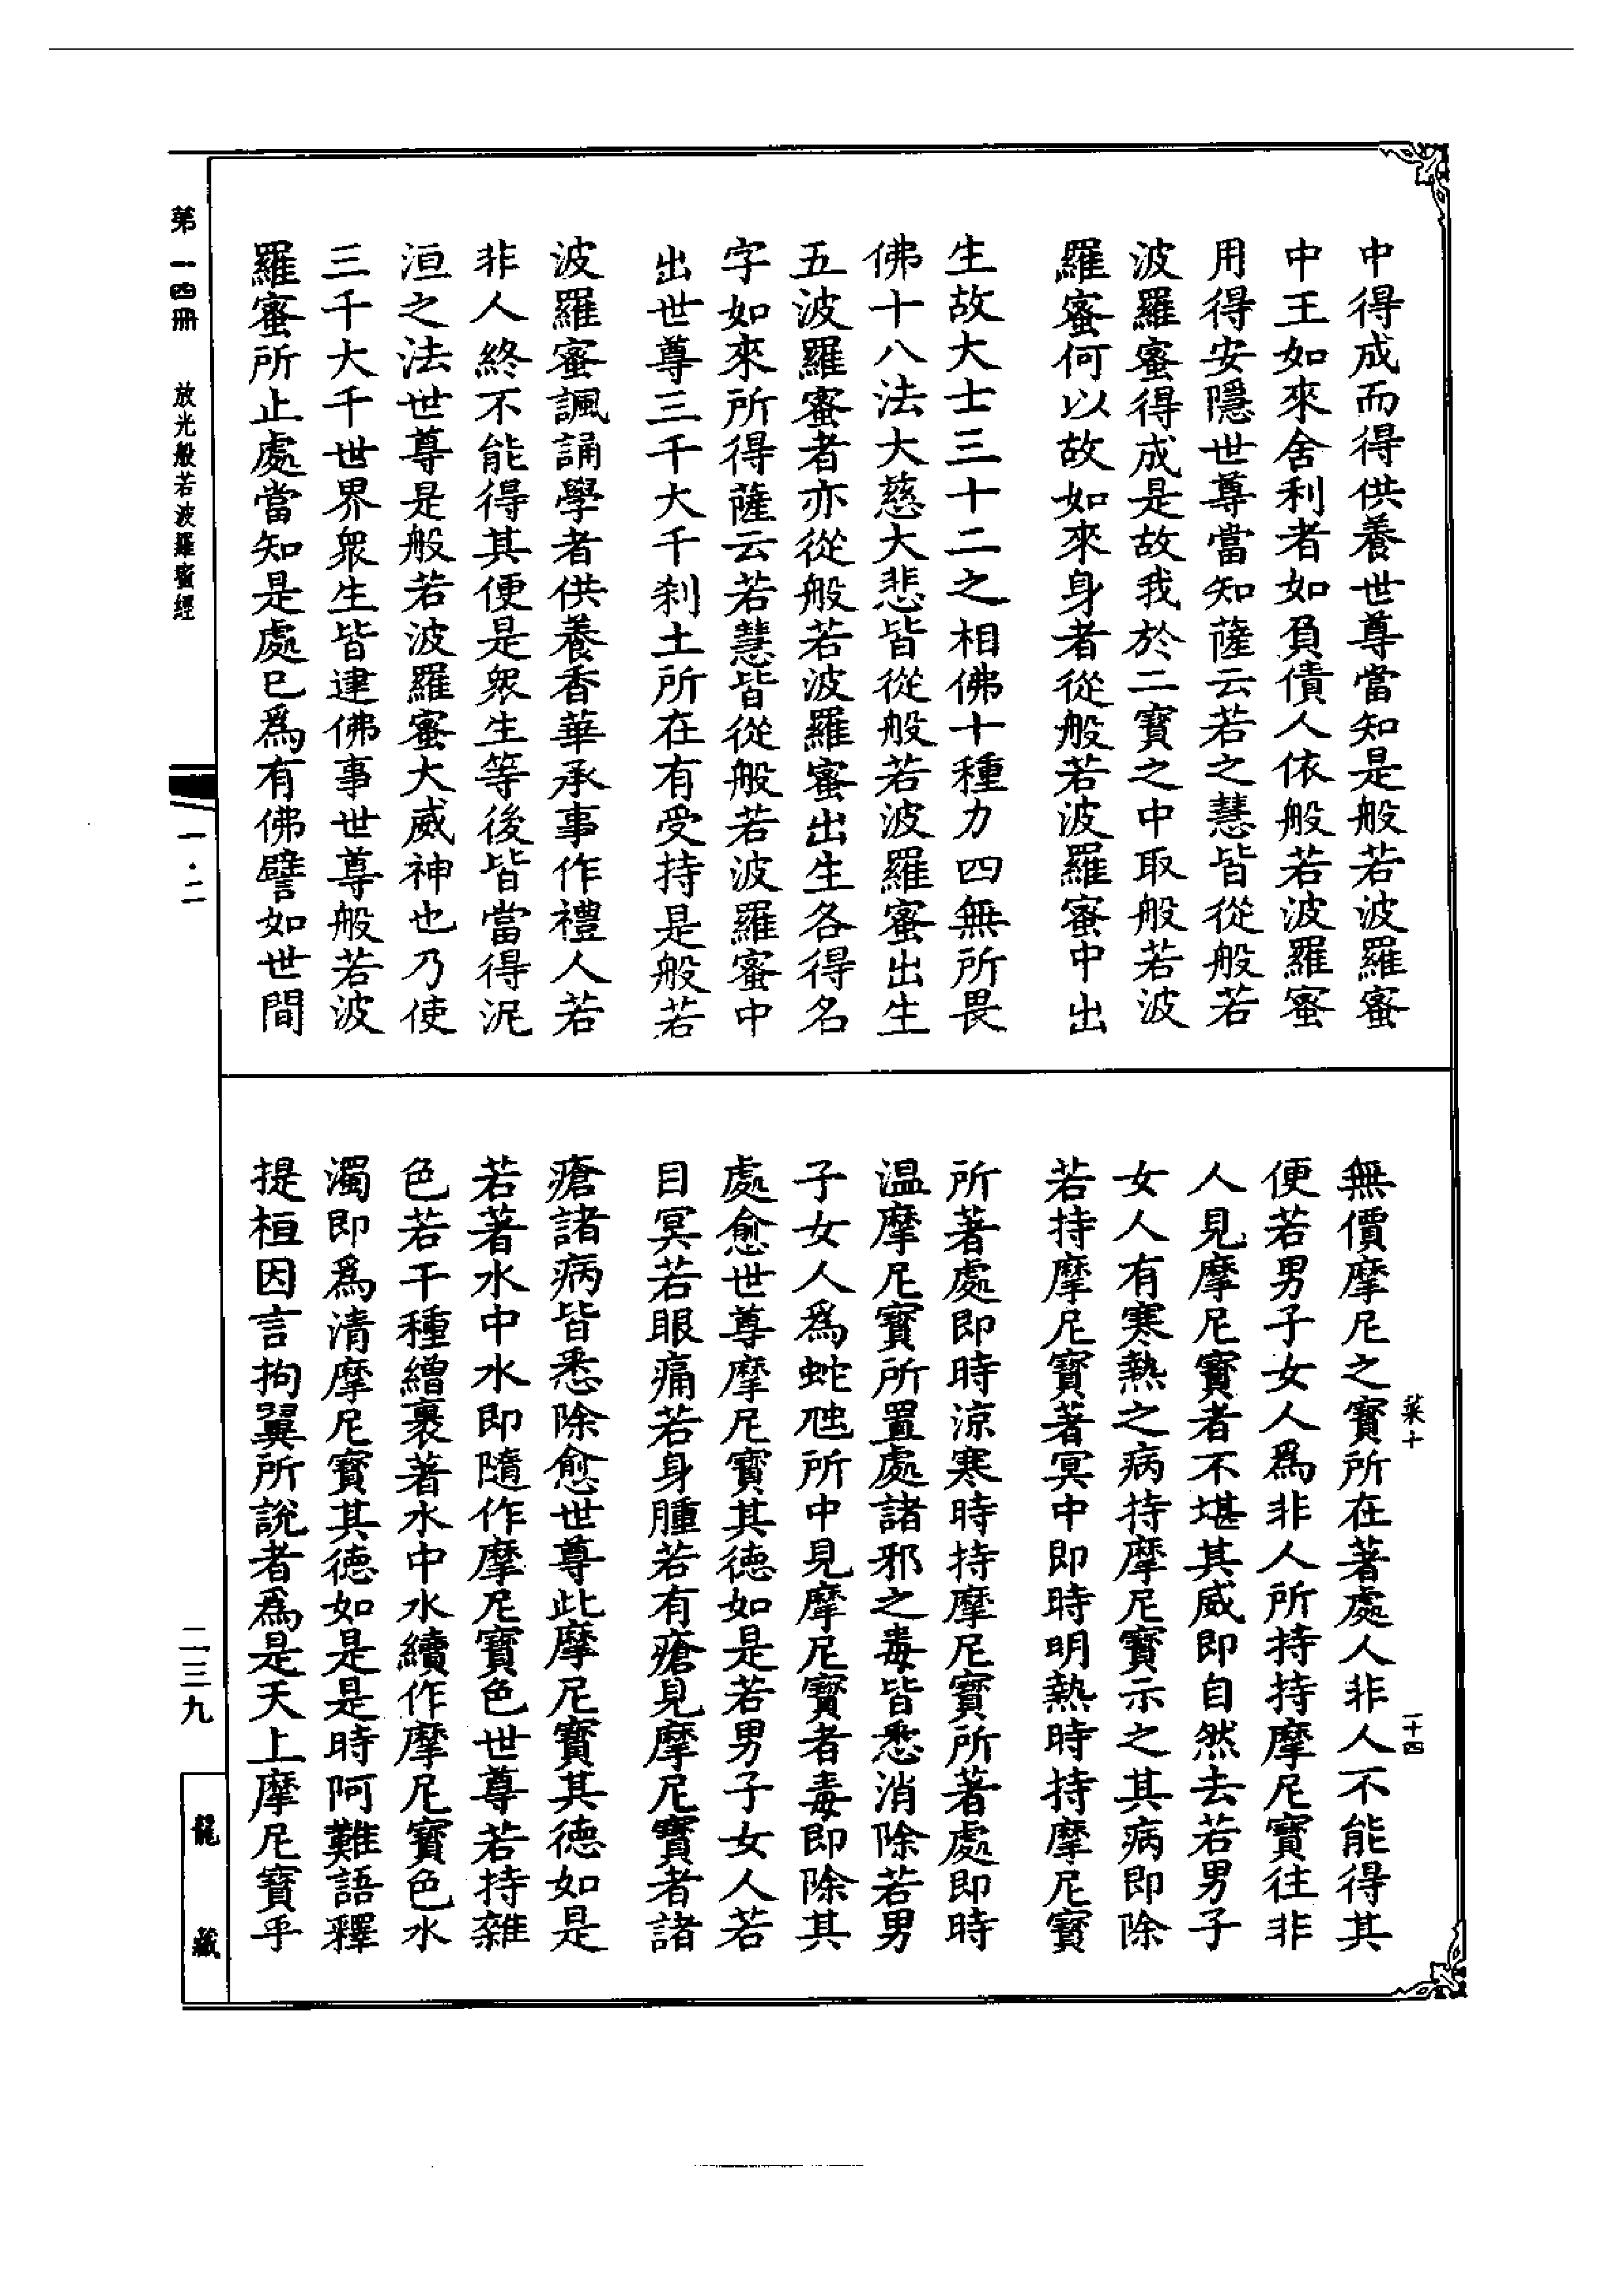 中得成而得供養世尊當知是般若波羅蜜
中王如來舍利者如負債人依般若波羅蜜
用得安隱世尊當知薩云若之慧皆從般若
波羅蜜得成是故我於二寶之中取般若波
羅蜜何以故如來身者從般若波羅蜜中出
生故大士三十二之相佛十種力四無所畏
佛十八法大慈大悲皆從般若波羅蜜出生
五波羅蜜者亦從般若波羅蜜出生各得名
字如來所得薩云若慧皆從般若波羅蜜中
出世尊三千大千刹土所在有受持是般若
波羅蜜諷誦學者供養香華承事作禮人若
非人終不能得其便是衆生等後皆當得泥
洹之法世尊是般若波羅蜜大威神也乃使
三千大千世界衆生皆建佛事世尊般若波
羅蜜所止處當知是處已爲有佛譬如世間
無價摩尼之寶所在著處人非人不能得其
便若男子女人爲非人所持持摩尼寶往非
人見摩尼寶者不堪其威即自然去若男子
女人有寒熱之病持摩尼寶示之其病即除
若持摩尼寶著冥中即時明熱時持摩尼寶
所著處即時涼寒時持摩尼寶所著處即時
温摩尼寶所置處諸邪之毒皆悉消除若男
子女人爲蛇虺所中見摩尼寶者毒即除其
處愈世尊摩尼寶其德如是若男子女人若
目冥若眼痛若身腫若有瘡見摩尼寶者諸
瘡諸病皆悉除愈世尊此摩尼寶其德如是
若著水中水即隨作摩尼寶色世尊若持雜
色若干種繒裹著水中水續作摩尼寶色水
濁即爲清摩尼寶其德如是是時阿難語釋
提桓因言拘翼所說者爲是天上摩尼寶乎
菜十
十四
第一四冊 放光般若波羅蜜經
一·二
二三九
龍藏